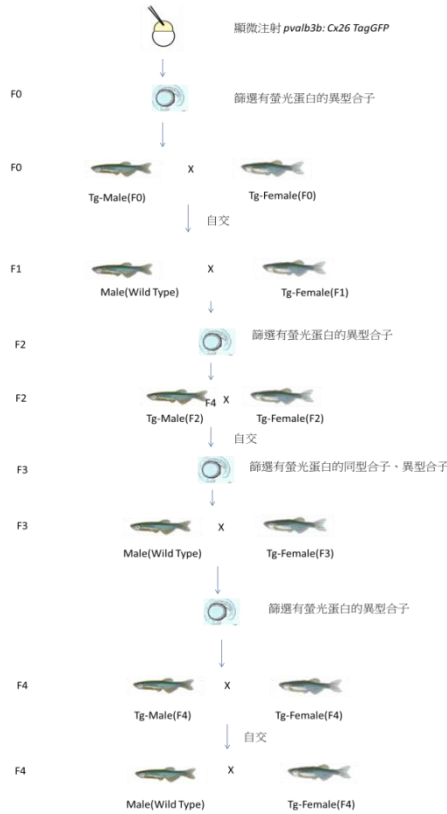 顯微注射 pvalb3b: Cx26 TagGFP
F0
篩選有螢光蛋白的異型合子
F0
X
Tg-Male(F0)
Tg-Female(F0)
自交
F1
X
Male(Wild Type)
Tg-Female(F1)
篩選有螢光蛋白的異型合子
F2
F2
F4
X
Tg-Male(F2)
Tg-Female(F2)
自交
篩選有螢光蛋白的同型合子、異型合子
F3
F3
X
Male(Wild Type)
Tg-Female(F3)
篩選有螢光蛋白的異型合子
F4
X
Tg-Male(F4)
Tg-Female(F4)
自交
F4
X
Male(Wild Type)
Tg-Female(F4)